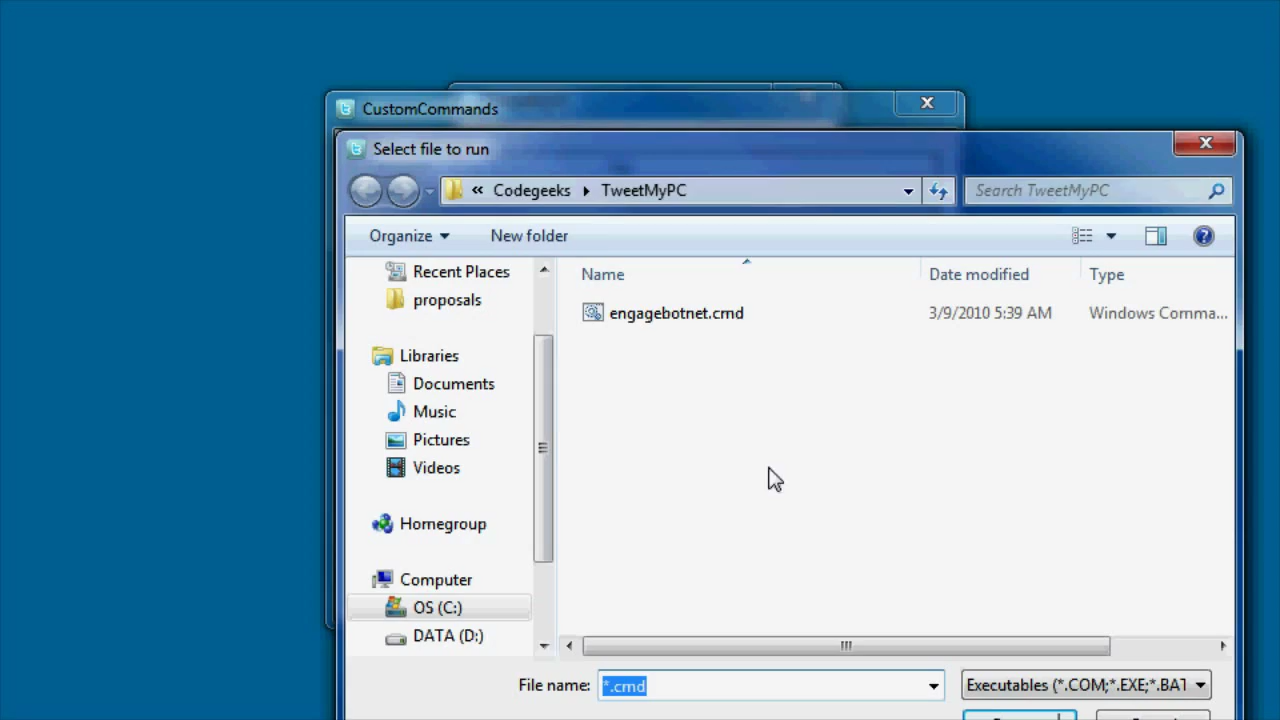 CustomCommands
Select file to run
« Codegeeks TweetMyPC
Search TweetMyPC
Organize New folder
Name Date modified Type
engagebotnet.cmd 3/9/2010 5:39 AM Windows Comma...
Recent Places
proposals
Libraries
Documents
Music
Pictures
Videos
Homegroup
Computer
OS (C:)
DATA (D:)
File name: *.cmd Executables (*.COM;*.EXE;*.BAT